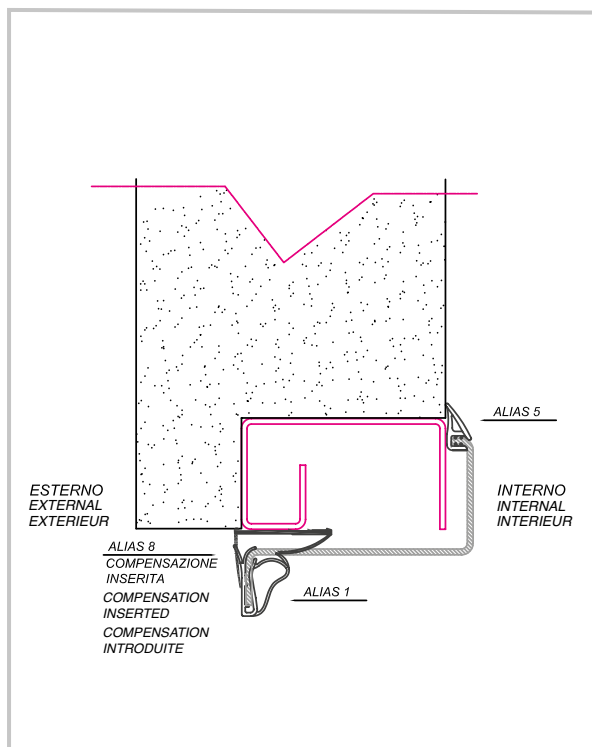 ALIAS 5
ESTERNO
EXTERNAL
EXTERIEUR
INTERNO
INTERNAL
INTERIEUR
ALIAS 8
COMPENSAZIONE
INSERITA
COMPENSATION
INSERTED
COMPENSATION
INTRODUITE
ALIAS 1